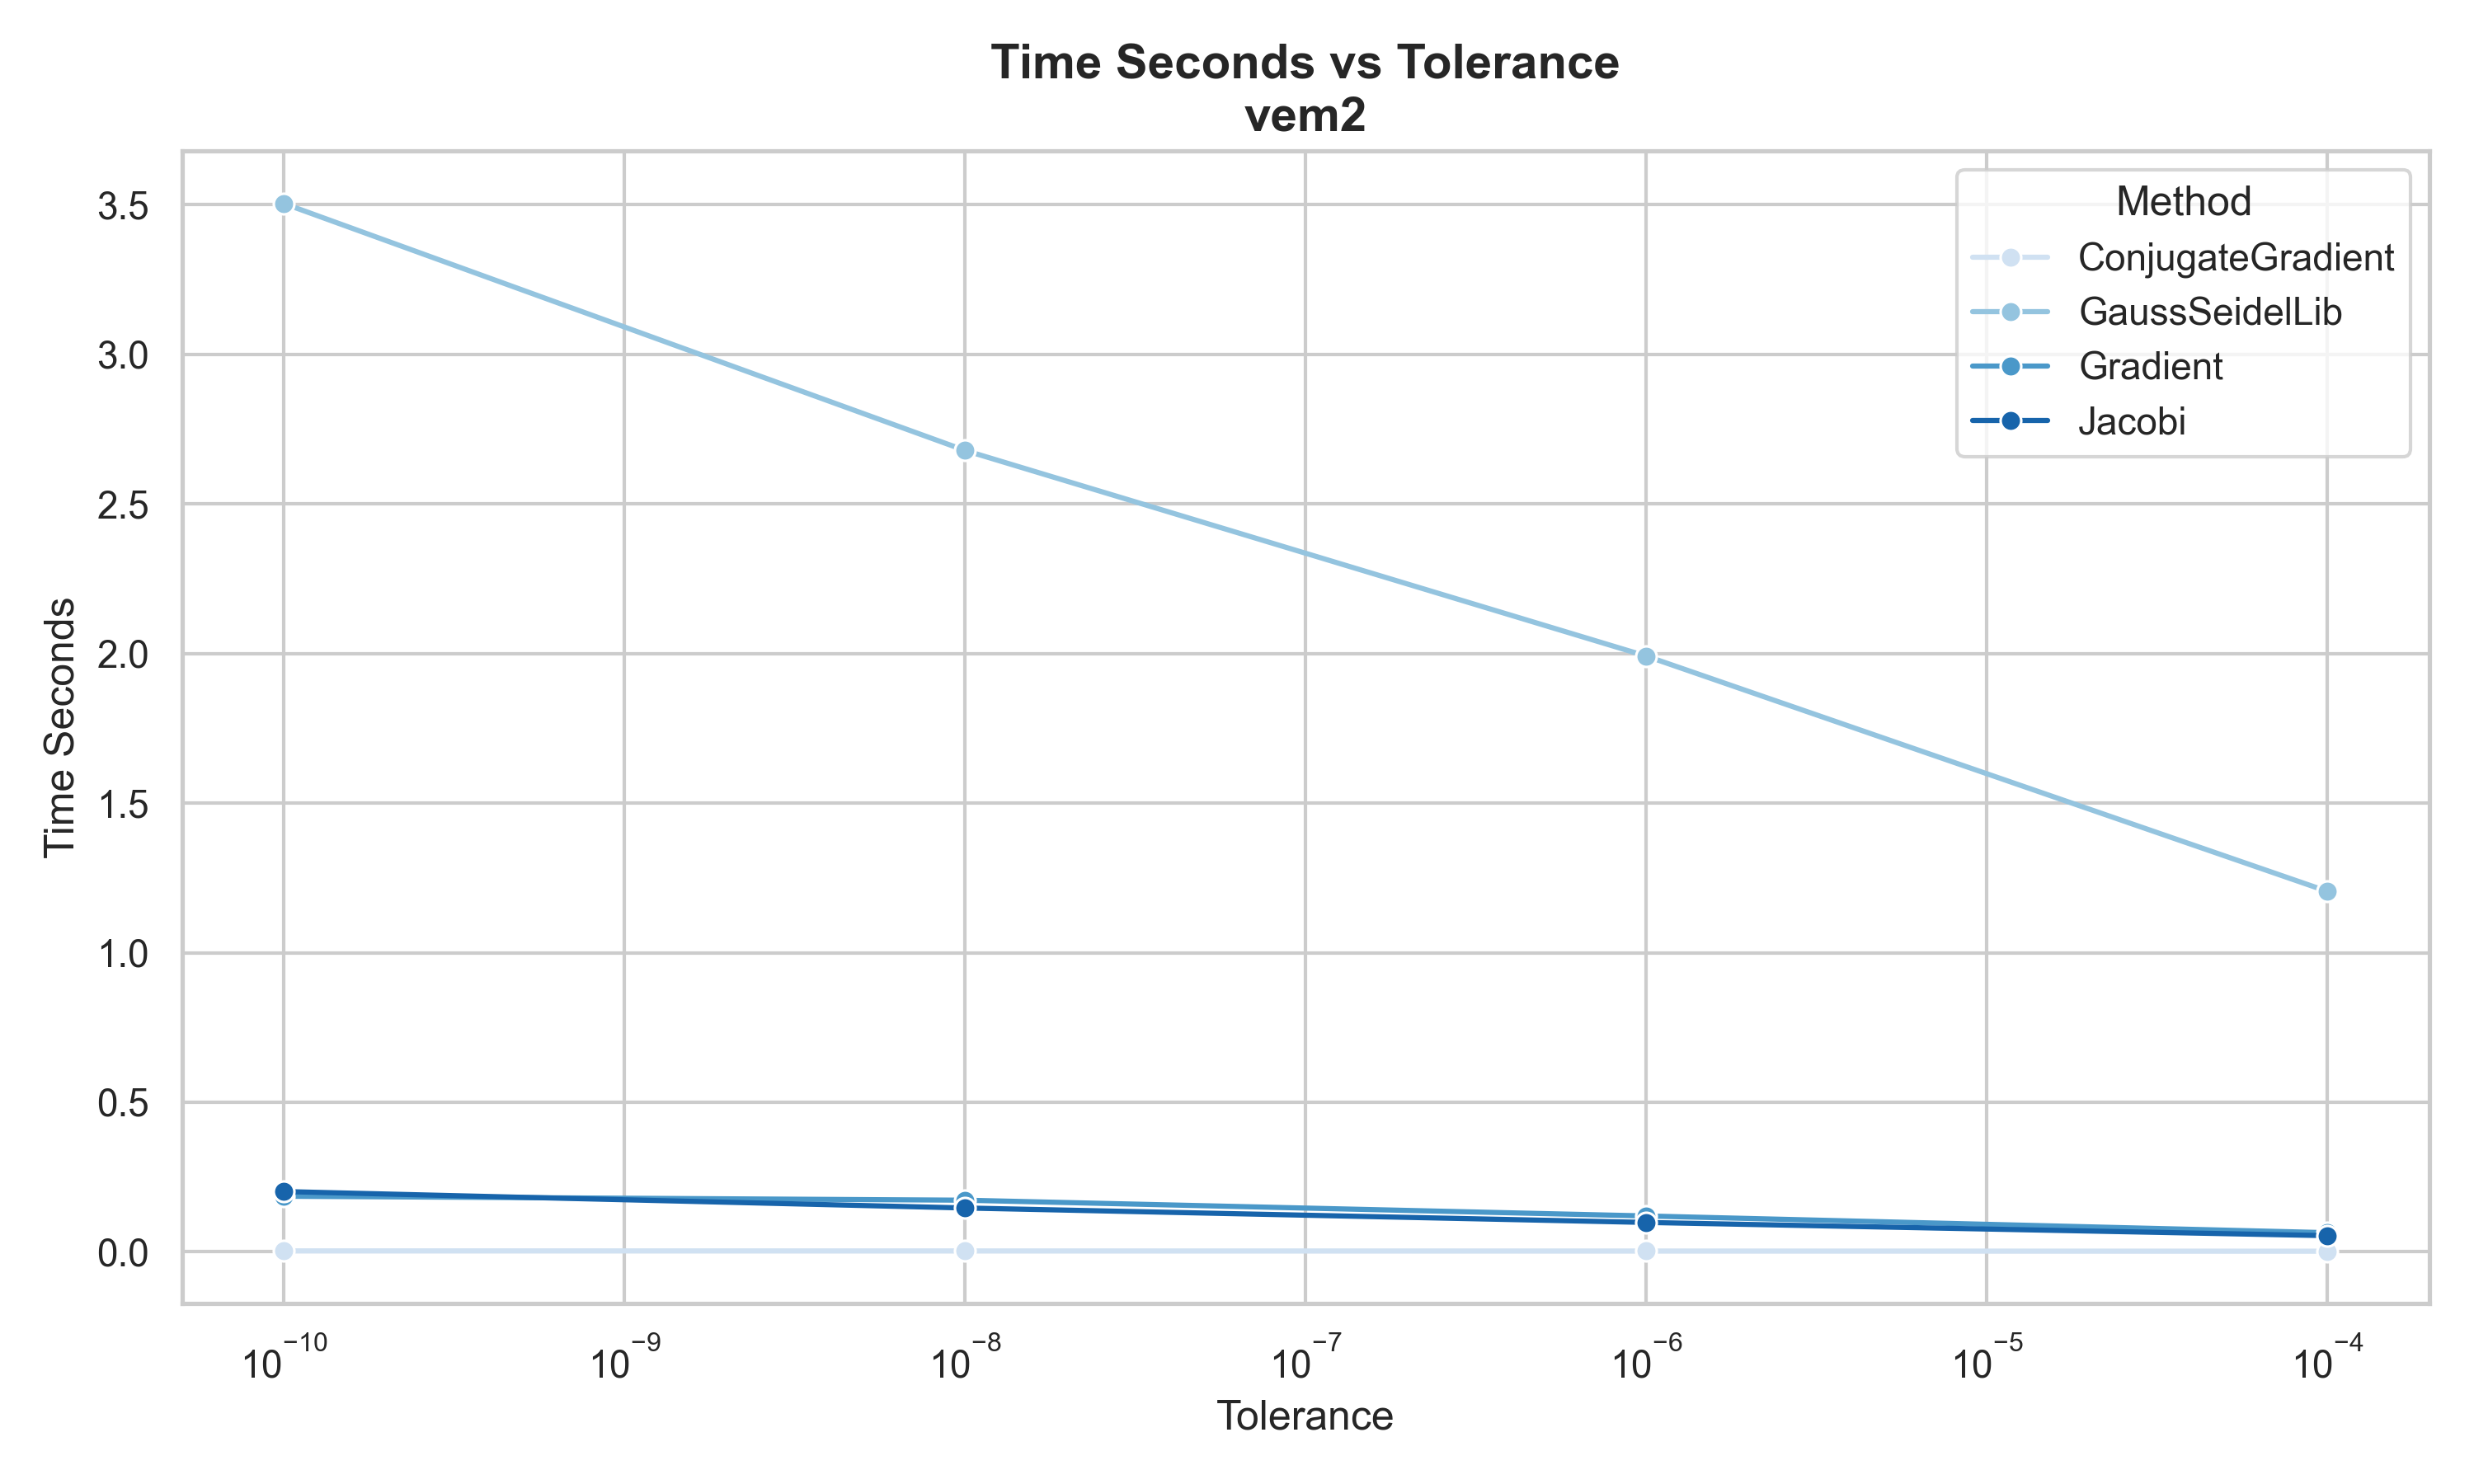 Time Seconds vs Tolerance
vem2
Method
ConjugateGradient
GaussSeidelLib
Gradient
Jacobi
Time Seconds
3.5
3.0
2.5
2.0
1.5
1.0
0.5
0.0
10⁻¹⁰ 10⁻⁹ 10⁻⁸ 10⁻⁷ 10⁻⁶ 10⁻⁵ 10⁻⁴
Tolerance